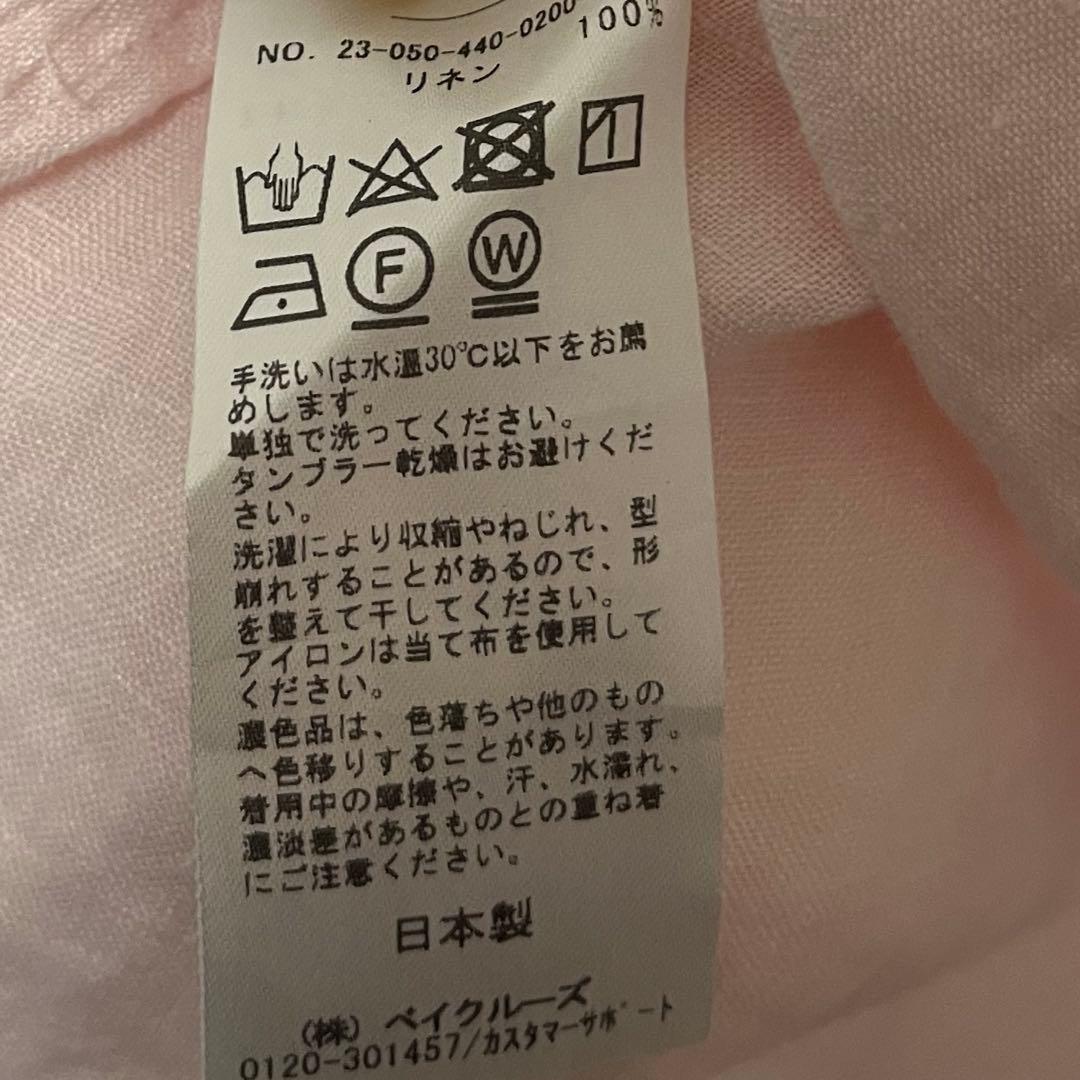 NO. 23-050-440-0200
リネン 100%
F
W
手洗いは水温30℃以下をお薦
めします。
単独で洗ってください。
タンブラー乾燥はお避けくだ
さい。
洗濯により収縮やねじれ、型
崩れすることがあるので、形
を整えて干してください。
アイロンは当て布を使用して
ください。
濃色品は、色落ちや他のもの
へ色移りすることがあります。
着用中の摩擦や、汗、水濡れ、
濃淡差があるものとの重ね着
にご注意ください。
日本製
(株) ベイクルーズ
0120-301457/カスタマーサポート